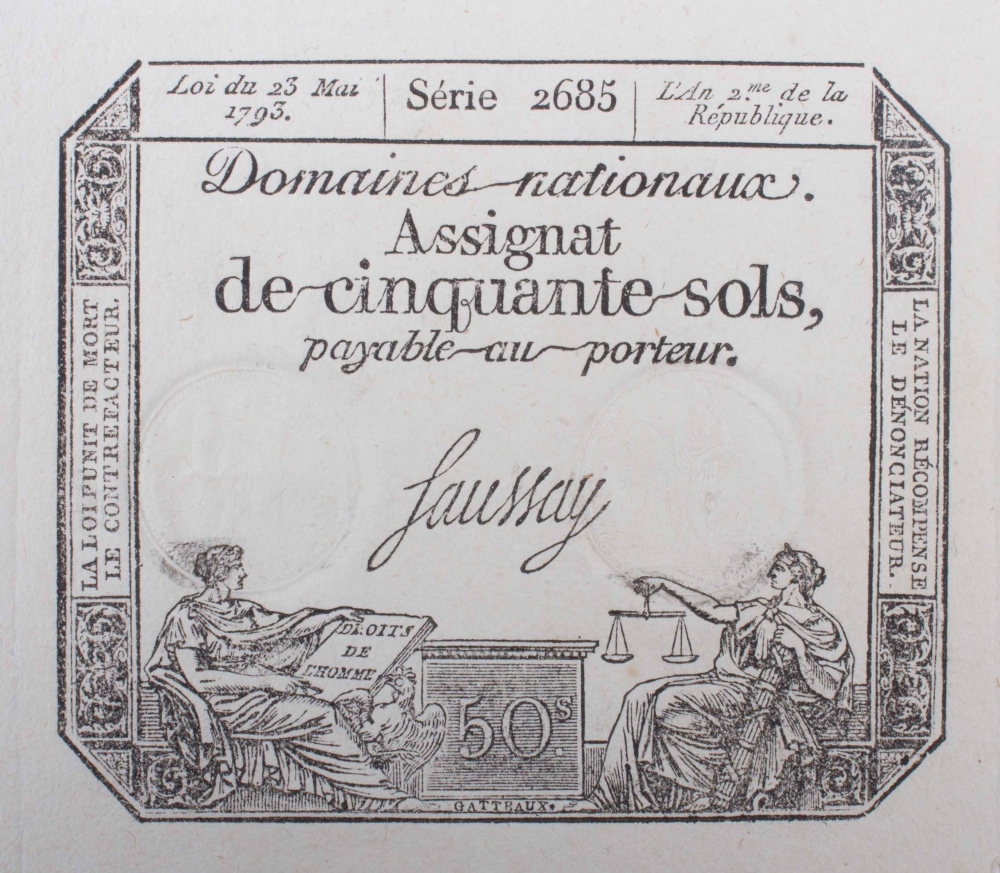 Loi du 23 Mai
1793.
Série 2685
L'An 2.me de la
République.
Domaines nationaux.
Assignat
de cinquante sols,
payable au porteur.
LA LOI PUNIT DE MORT
LE CONTREFACTEUR.
LA NATION RÉCOMPENSE
LE DÉNONCIATEUR.
Saussay
DROITS
DE
L'HOMME
50.s
GATTEAUX.